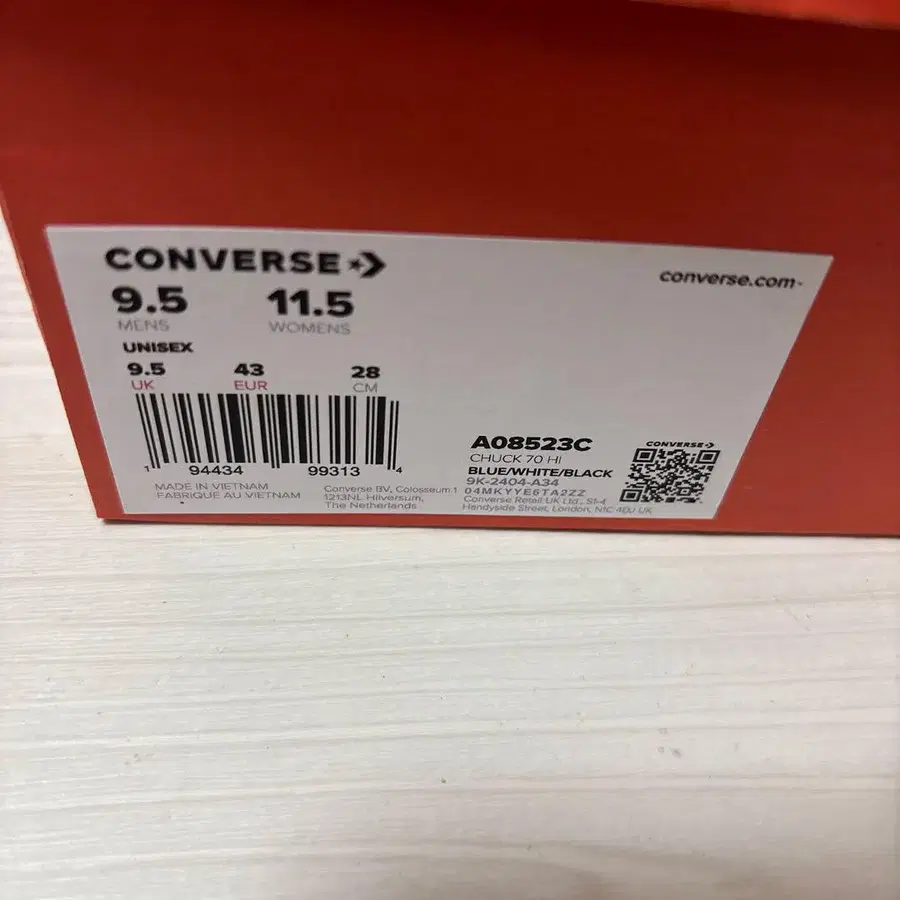 CONVERSE
converse.com
9.5 11.5
MENS WOMENS
UNISEX
9.5 43 28
UK EUR CM
1 94434 99313 4
MADE IN VIETNAM
FABRIQUE AU VIETNAM
Converse BV, Colosseum 1
1213NL Hilversum,
The Netherlands
A08523C
CHUCK 70 HI
BLUE/WHITE/BLACK
9K-2404-A34
04MKYYE6TA2ZZ
Converse Retail UK Ltd., S1-4
Handyside Street, London, N1C 4DJ UK
CONVERSE